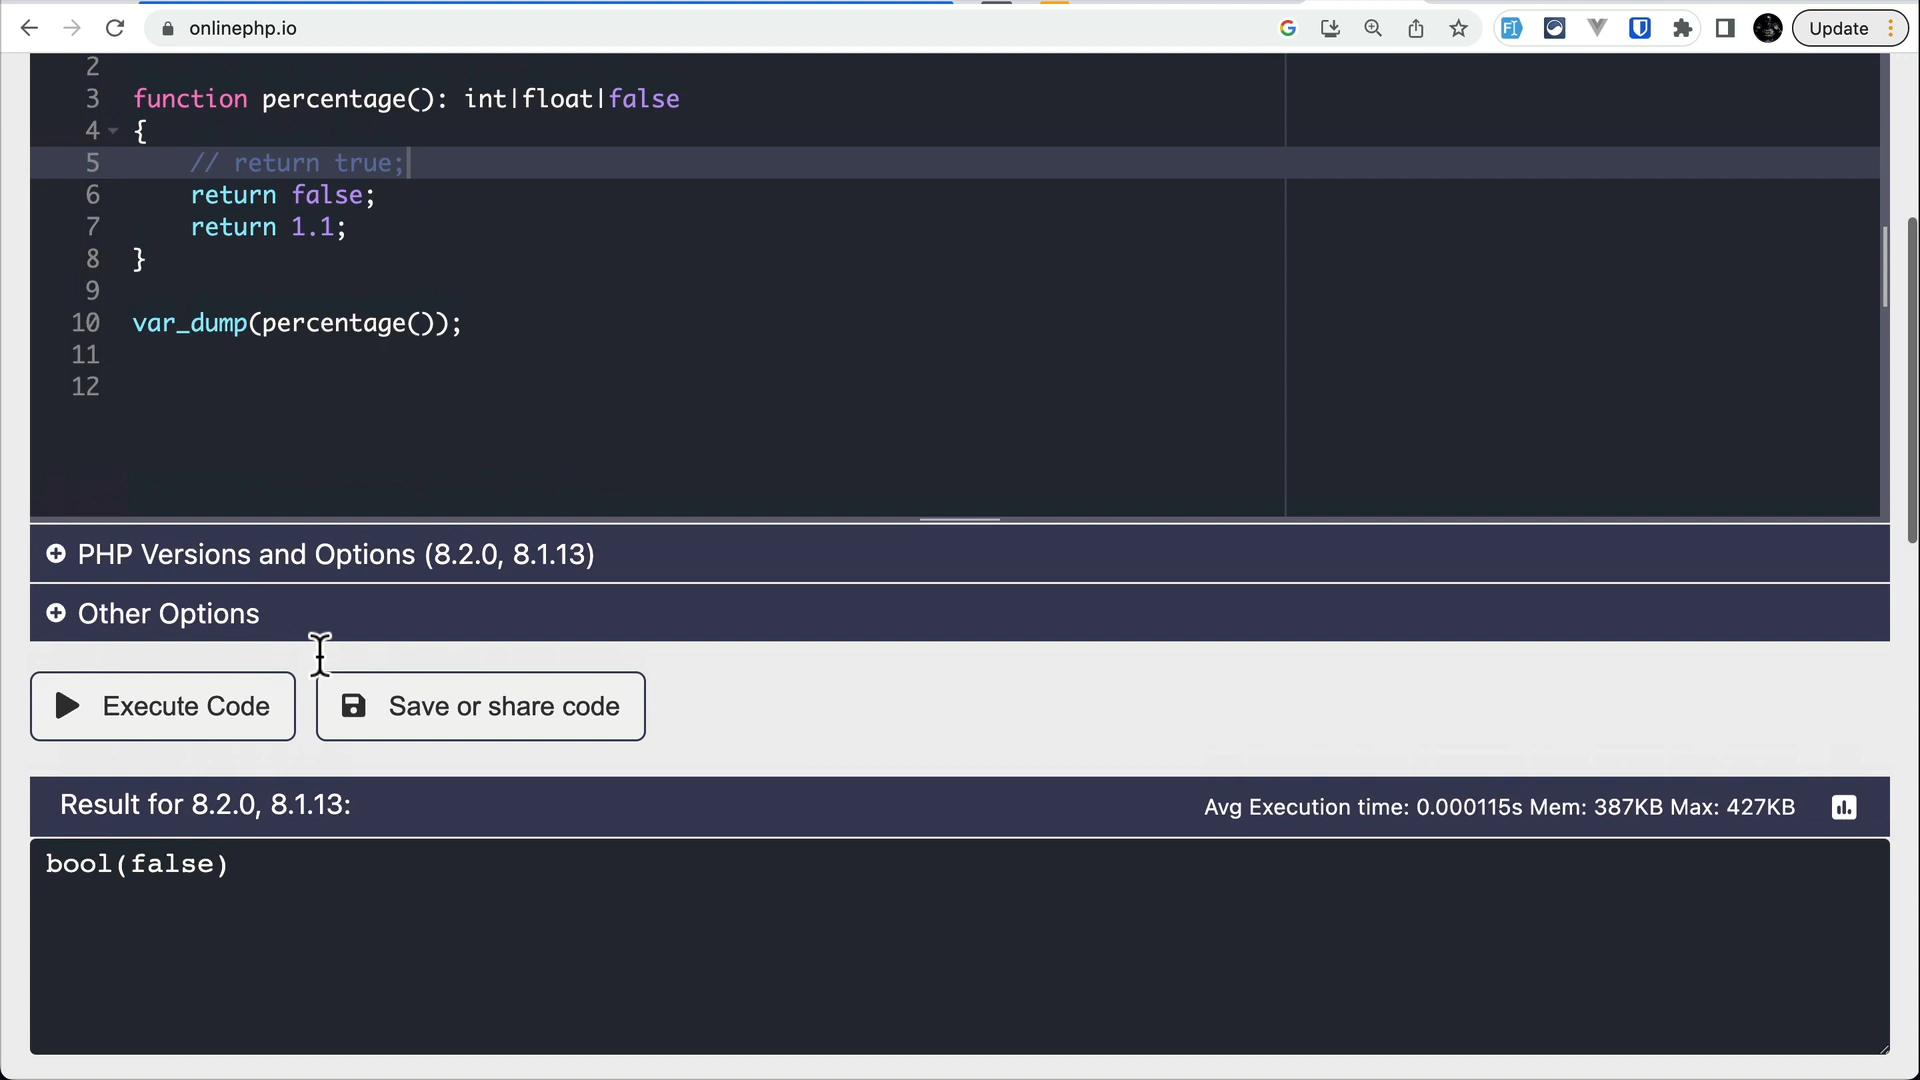 onlinephp.io
Update
2
3 function percentage(): int|float|false
4 {
5 // return true;
6 return false;
7 return 1.1;
8 }
9
10 var_dump(percentage());
11
12
PHP Versions and Options (8.2.0, 8.1.13)
Other Options
Execute Code
Save or share code
Result for 8.2.0, 8.1.13:
Avg Execution time: 0.000115s Mem: 387KB Max: 427KB
bool(false)